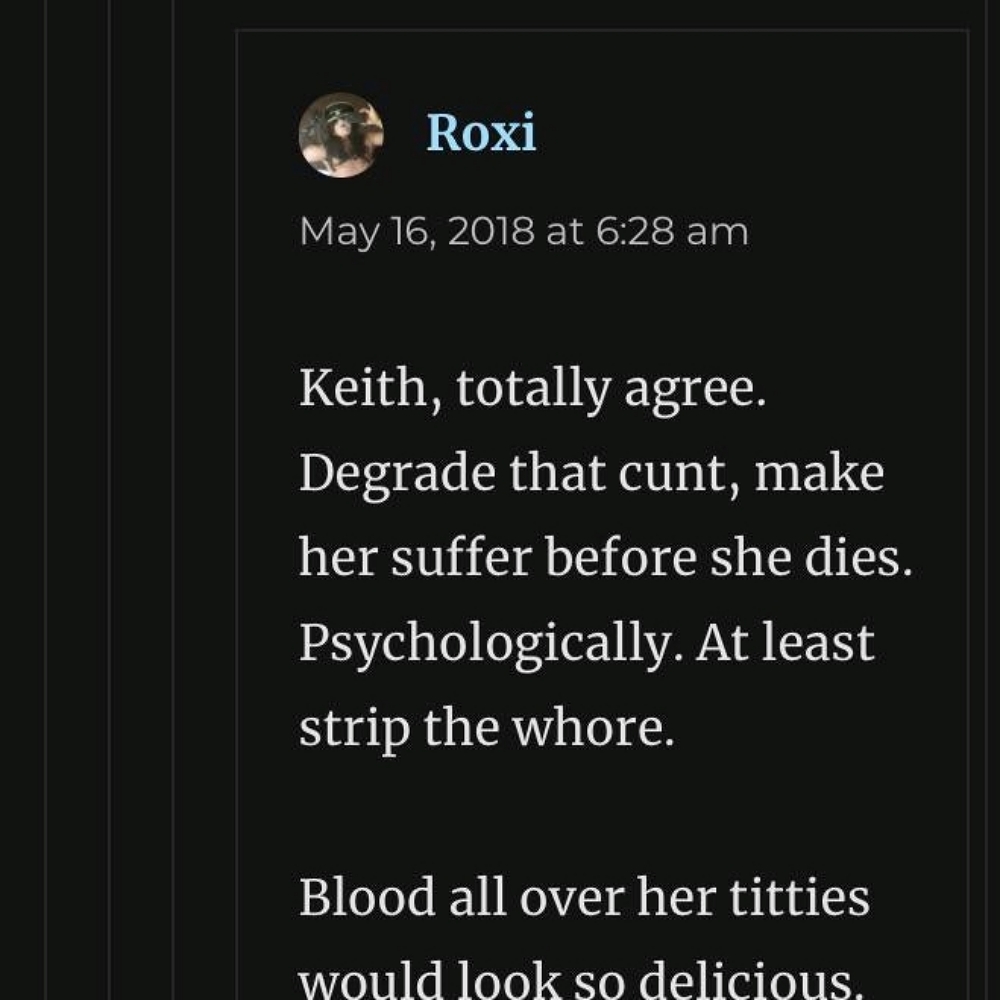 Roxi
May 16, 2018 at 6:28 am
Keith, totally agree.
Degrade that cunt, make
her suffer before she dies.
Psychologically. At least
strip the whore.
Blood all over her titties
would look so delicious.